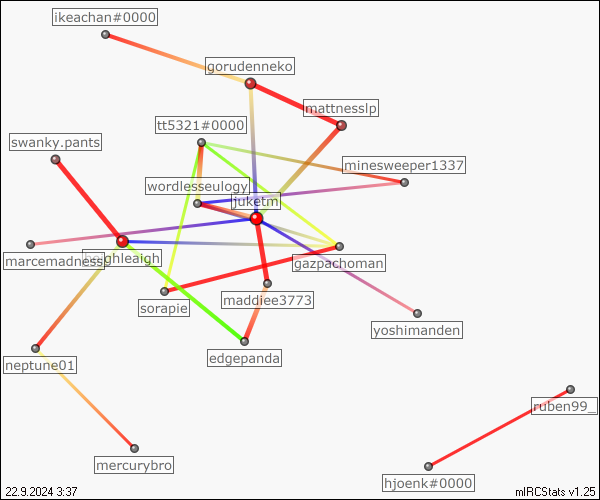 ikeachan#0000
gorudenneko
mattnesslp
tt5321#0000
swanky.pants
minesweeper1337
wordlesseulogy
juketm
marcemadness
gazpachoman
sorapie
maddiee3773
yoshimanden
edgepanda
neptune01
ruben99_
mercurybro
hjoenk#0000
22.9.2024 3:37
mIRCStats v1.25